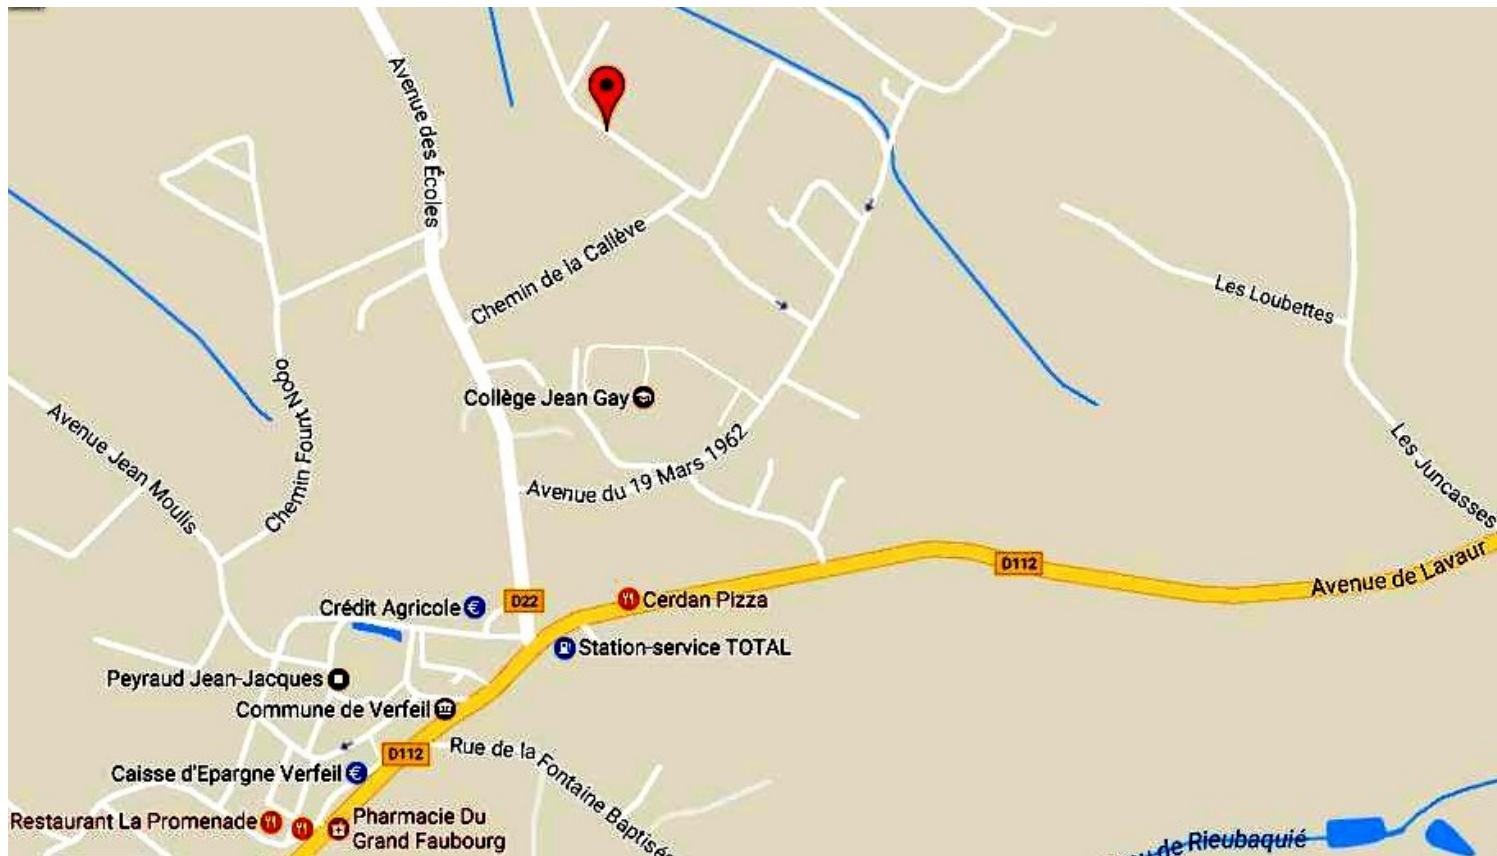 Avenue des Écoles
Chemin de la Callève
Les Loubettes
Chemin Fount Nobo
Collège Jean Gay
Avenue Jean Moulis
Avenue du 19 Mars 1962
Les Juncasses
D112
Avenue de Lavaur
Crédit Agricole
D22
Cerdan Pizza
Station-service TOTAL
Peyraud Jean-Jacques
Commune de Verfeil
D112
Rue de la Fontaine Baptisée
Caisse d'Epargne Verfeil
Restaurant La Promenade
Pharmacie Du
Grand Faubourg
de Rieubaquié